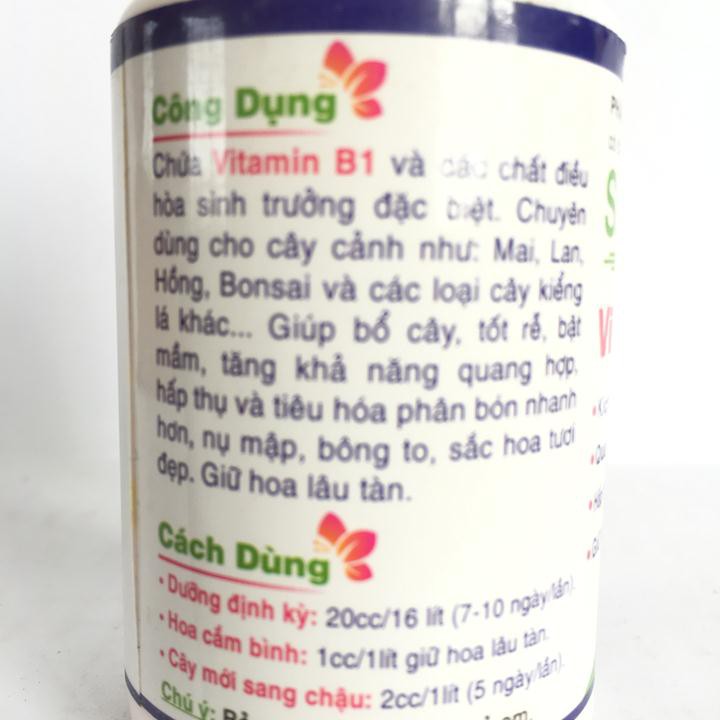 Công Dụng
Chứa Vitamin B1 và các chất điều
hòa sinh trưởng đặc biệt. Chuyên
dùng cho cây cảnh như: Mai, Lan,
Hồng, Bonsai và các loại cây kiểng
lá khác... Giúp bổ cây, tốt rễ, bật
mầm, tăng khả năng quang hợp,
hấp thụ và tiêu hóa phân bón nhanh
hơn, nụ mập, bông to, sắc hoa tươi
đẹp. Giữ hoa lâu tàn.
Cách Dùng
• Dưỡng định kỳ: 20cc/16 lít (7-10 ngày/lần).
• Hoa cắm bình: 1cc/1lít giữ hoa lâu tàn.
• Cây mới sang chậu: 2cc/1lít (5 ngày/lần).
Chú ý: